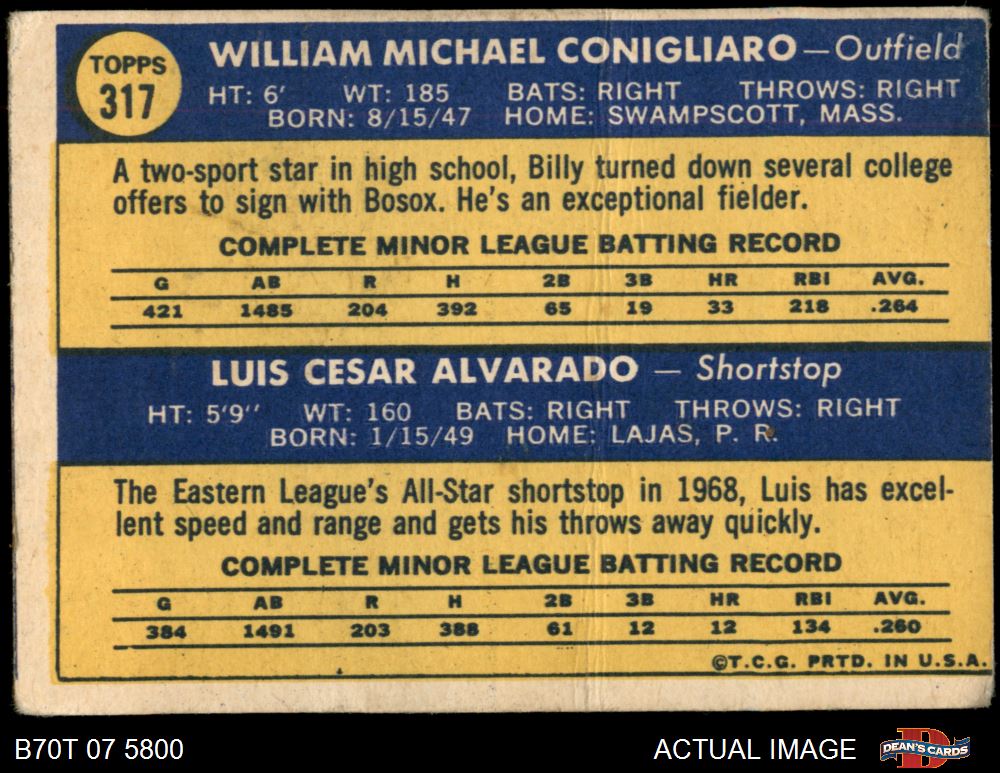 TOPPS
317
WILLIAM MICHAEL CONIGLIARO — Outfield
HT: 6' WT: 185 BATS: RIGHT THROWS: RIGHT
BORN: 8/15/47 HOME: SWAMPSCOTT, MASS.
A two-sport star in high school, Billy turned down several college
offers to sign with Bosox. He's an exceptional fielder.
COMPLETE MINOR LEAGUE BATTING RECORD
G AB R H 2B 3B HR RBI AVG.
421 1485 204 392 65 19 33 218 .264
LUIS CESAR ALVARADO — Shortstop
HT: 5'9'' WT: 160 BATS: RIGHT THROWS: RIGHT
BORN: 1/15/49 HOME: LAJAS, P. R.
The Eastern League's All-Star shortstop in 1968, Luis has excel-
lent speed and range and gets his throws away quickly.
COMPLETE MINOR LEAGUE BATTING RECORD
G AB R H 2B 3B HR RBI AVG.
384 1491 203 388 61 12 12 134 .260
©T.C.G. PRTD. IN U.S.A.
B70T 07 5800
ACTUAL IMAGE
D
DEAN'S CARDS